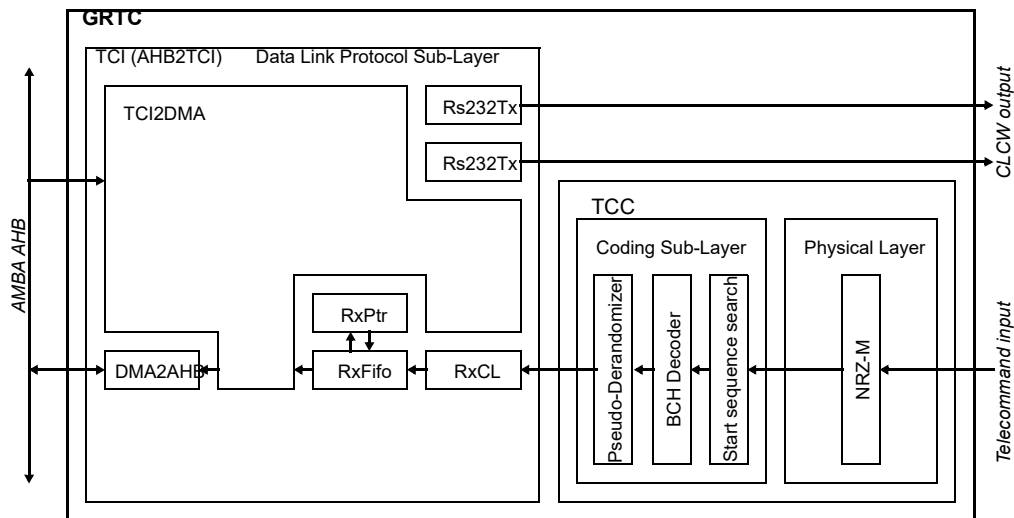 GRTC
TCI (AHB2TCI) Data Link Protocol Sub-Layer
TCI2DMA
Rs232Tx
Rs232Tx
CLCW output
AMBA AHB
TCC
Coding Sub-Layer
Physical Layer
RxPtr
DMA2AHB
RxFifo
RxCL
Pseudo-Derandomizer
BCH Decoder
Start sequence search
NRZ-M
Telecommand input